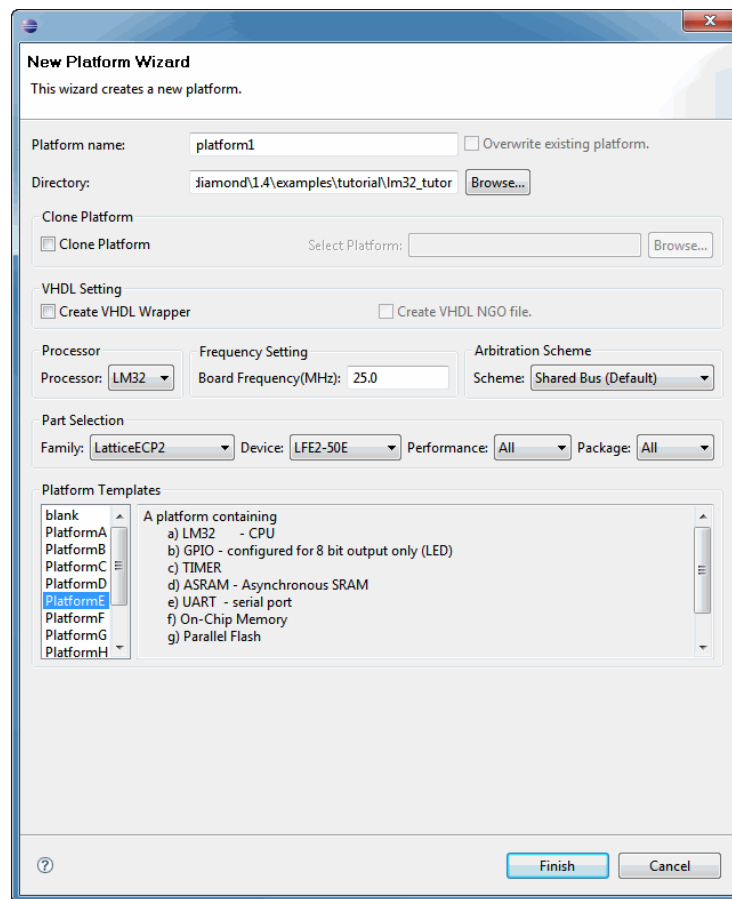 New Platform Wizard
This wizard creates a new platform.
Platform name: platform1 Overwrite existing platform.
Directory: :liamond\1.4\examples\tutorial\lm32_tutor Browse...
Clone Platform
Clone Platform Select Platform: Browse...
VHDL Setting
Create VHDL Wrapper Create VHDL NGO file.
Processor Frequency Setting Arbitration Scheme
Processor: LM32 Board Frequency(MHz): 25.0 Scheme: Shared Bus (Default)
Part Selection
Family: LatticeECP2 Device: LFE2-50E Performance: All Package: All
Platform Templates
blank
PlatformA
PlatformB
PlatformC
PlatformD
PlatformE
PlatformF
PlatformG
PlatformH
A platform containing
a) LM32 - CPU
b) GPIO - configured for 8 bit output only (LED)
c) TIMER
d) ASRAM - Asynchronous SRAM
e) UART - serial port
f) On-Chip Memory
g) Parallel Flash
? Finish Cancel